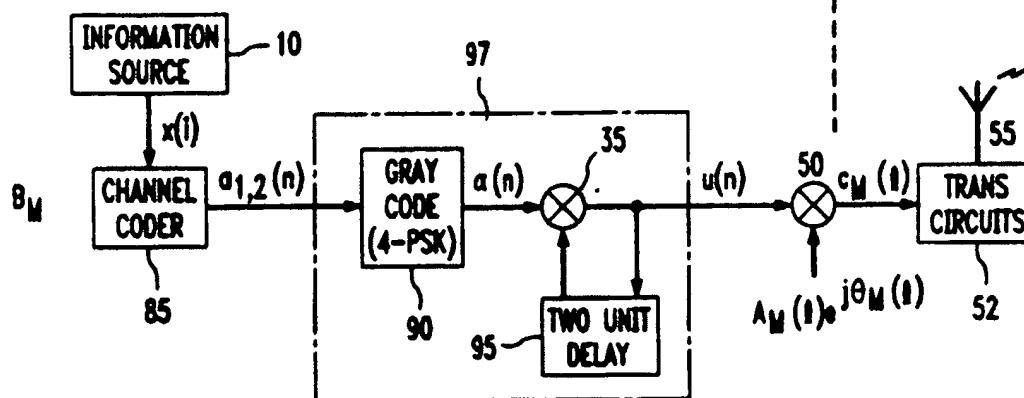 INFORMATION
SOURCE
10
97
x(i)
35
55
B_M
CHANNEL
CODER
a_{1,2}(n)
GRAY
CODE
(4-PSK)
α(n)
u(n)
50
c_M(ℓ)
TRANS
CIRCUITS
85
90
95
TWO UNIT
DELAY
A_M(ℓ)e^{jθ_M(ℓ)}
52